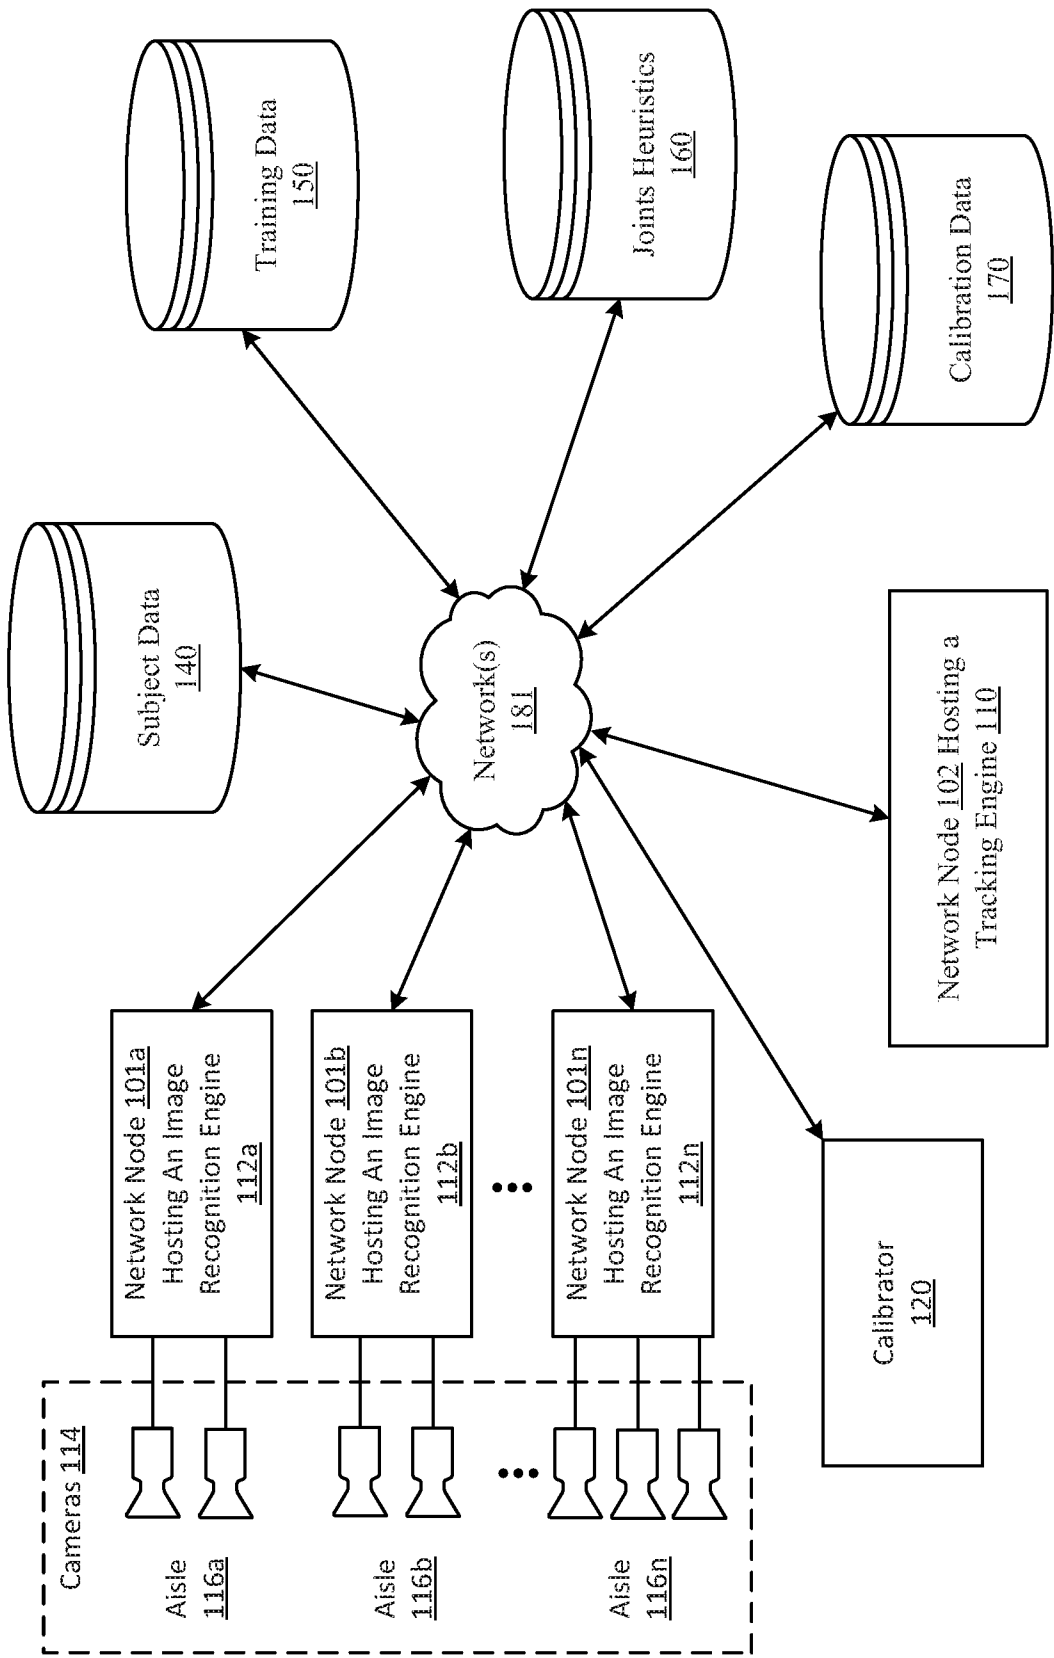 Cameras 114
Aisle
116a
Aisle
116b
Aisle
116n
Network Node 101a
Hosting An Image
Recognition Engine
112a
Network Node 101b
Hosting An Image
Recognition Engine
112b
Network Node 101n
Hosting An Image
Recognition Engine
112n
Calibrator
120
Subject Data
140
Network(s)
181
Network Node 102 Hosting a
Tracking Engine 110
Training Data
150
Joints Heuristics
160
Calibration Data
170